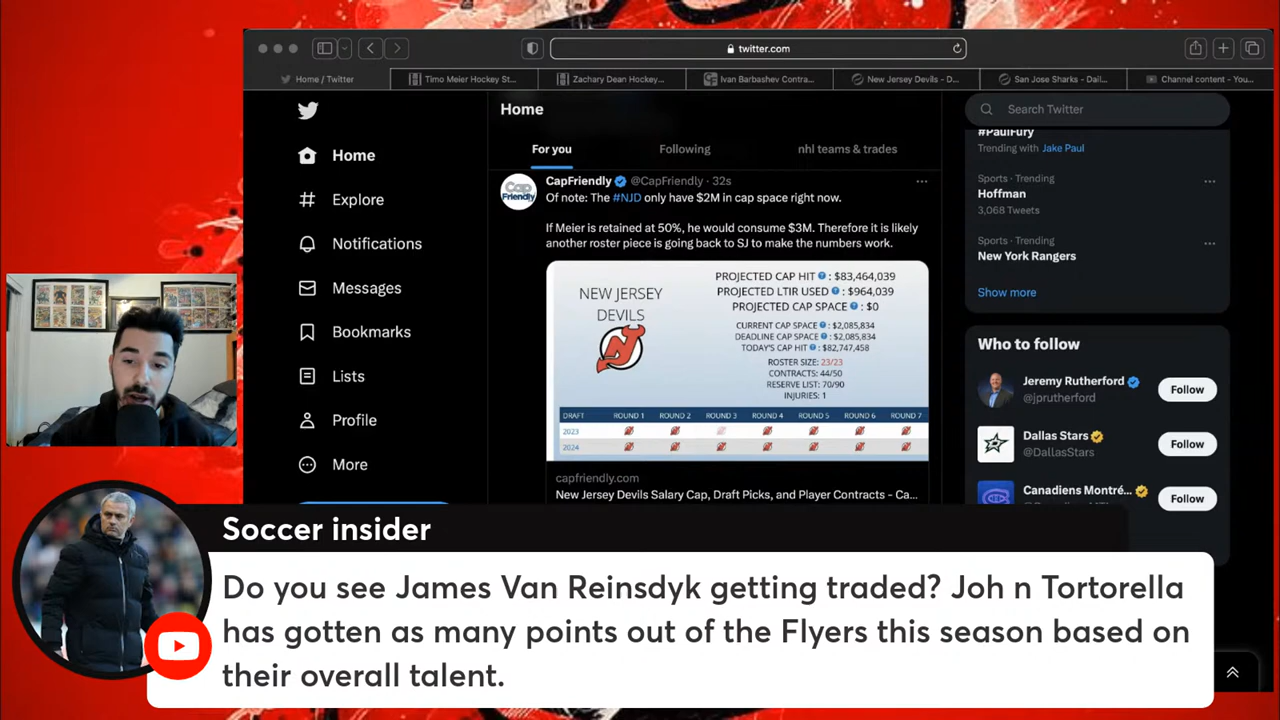 twitter.com
Home / Twitter
Timo Meier Hockey St...
Zachary Dean Hockey...
Ivan Barbashev Contra...
New Jersey Devils - D...
San Jose Sharks - Dall...
Channel content - You...
Home
Explore
Notifications
Messages
Bookmarks
Lists
Profile
More
Home
For you
Following
nhl teams & trades
Cap
Friendly
CapFriendly @CapFriendly · 32s
Of note: The #NJD only have $2M in cap space right now.
If Meier is retained at 50%, he would consume $3M. Therefore it is likely
another roster piece is going back to SJ to make the numbers work.
NEW JERSEY
DEVILS
PROJECTED CAP HIT : $83,464,039
PROJECTED LTIR USED : $964,039
PROJECTED CAP SPACE : $0
CURRENT CAP SPACE : $2,085,834
DEADLINE CAP SPACE : $2,085,834
TODAY'S CAP HIT : $82,747,458
ROSTER SIZE: 23/23
CONTRACTS: 44/50
RESERVE LIST: 70/90
INJURIES: 1
DRAFT ROUND 1 ROUND 2 ROUND 3 ROUND 4 ROUND 5 ROUND 6 ROUND 7
2023
2024
capfriendly.com
New Jersey Devils Salary Cap, Draft Picks, and Player Contracts - Ca...
Search Twitter
#PaulFury
Trending with Jake Paul
Sports · Trending
Hoffman
3,068 Tweets
Sports · Trending
New York Rangers
Show more
Who to follow
Jeremy Rutherford
@jprutherford
Follow
Dallas Stars
@DallasStars
Follow
Canadiens Montré...
Follow
Soccer insider
Do you see James Van Reinsdyk getting traded? Joh n Tortorella
has gotten as many points out of the Flyers this season based on
their overall talent.